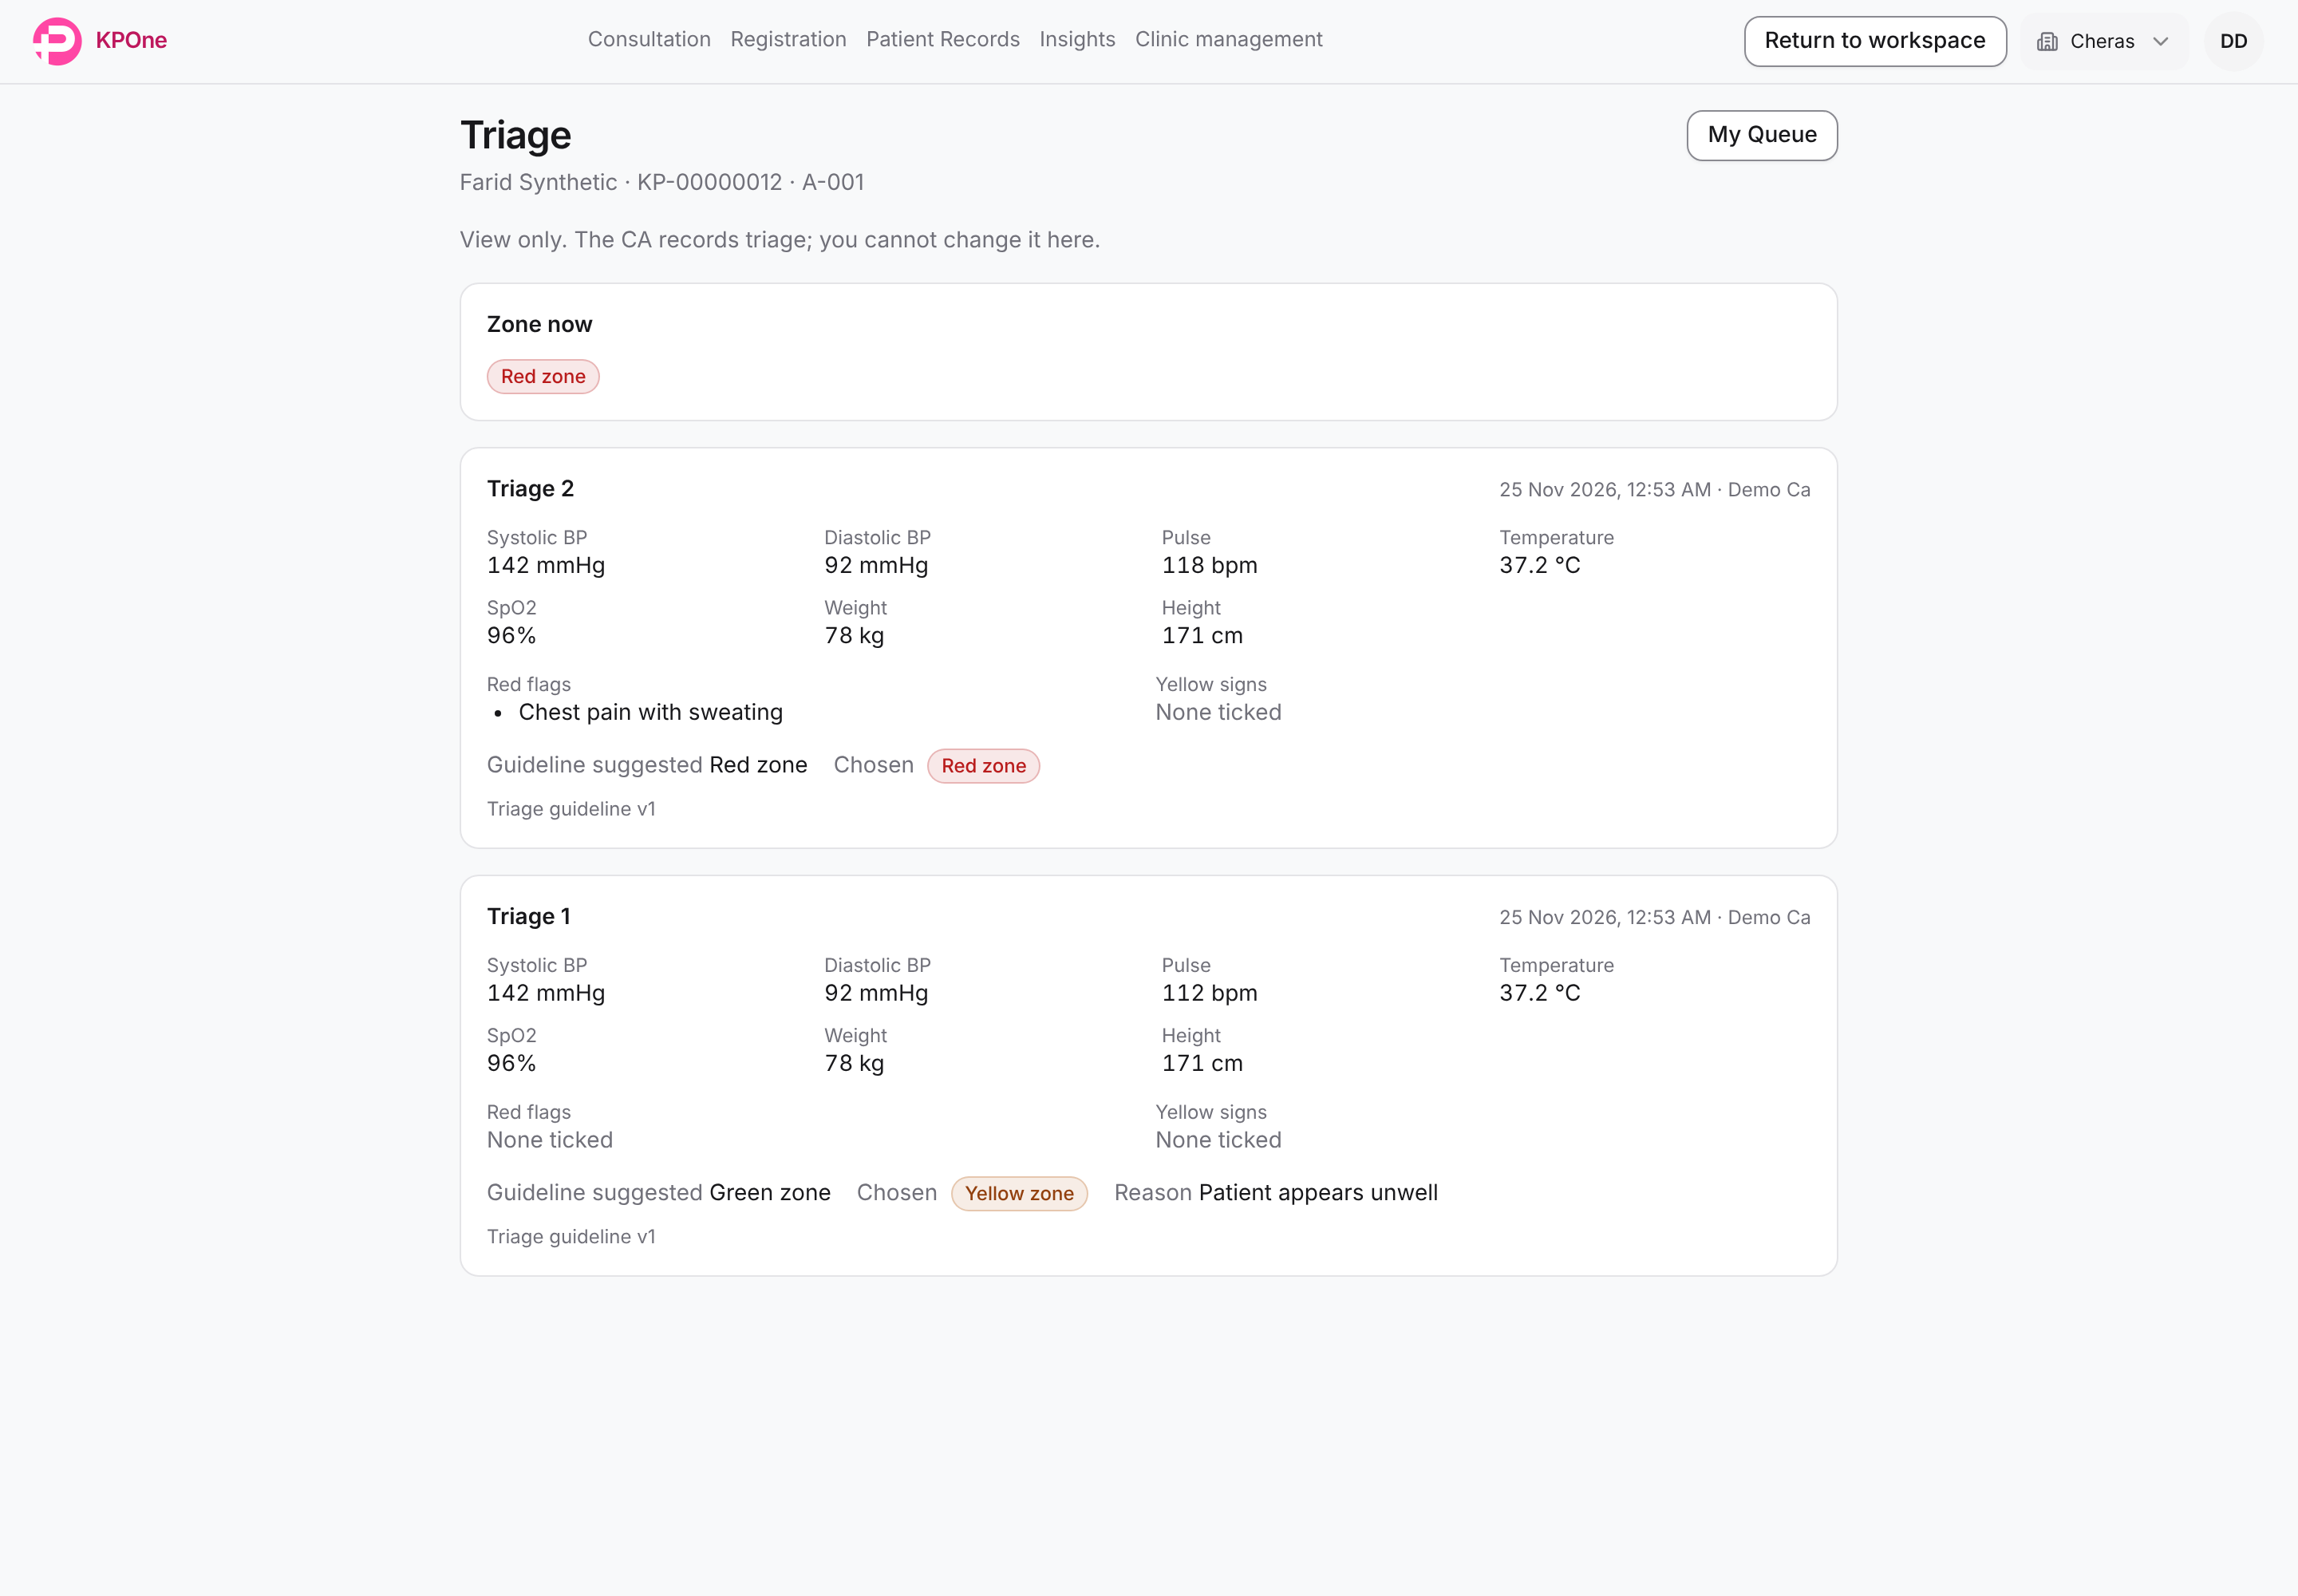 KPOne
Consultation Registration Patient Records Insights Clinic management
Return to workspace
Cheras
DD
Triage
My Queue
Farid Synthetic · KP-00000012 · A-001
View only. The CA records triage; you cannot change it here.
Zone now
Red zone
Triage 2
25 Nov 2026, 12:53 AM · Demo Ca
Systolic BP Diastolic BP Pulse Temperature
142 mmHg 92 mmHg 118 bpm 37.2 °C
SpO2 Weight Height
96% 78 kg 171 cm
Red flags Yellow signs
• Chest pain with sweating None ticked
Guideline suggested Red zone Chosen Red zone
Triage guideline v1
Triage 1
25 Nov 2026, 12:53 AM · Demo Ca
Systolic BP Diastolic BP Pulse Temperature
142 mmHg 92 mmHg 112 bpm 37.2 °C
SpO2 Weight Height
96% 78 kg 171 cm
Red flags Yellow signs
None ticked None ticked
Guideline suggested Green zone Chosen Yellow zone Reason Patient appears unwell
Triage guideline v1